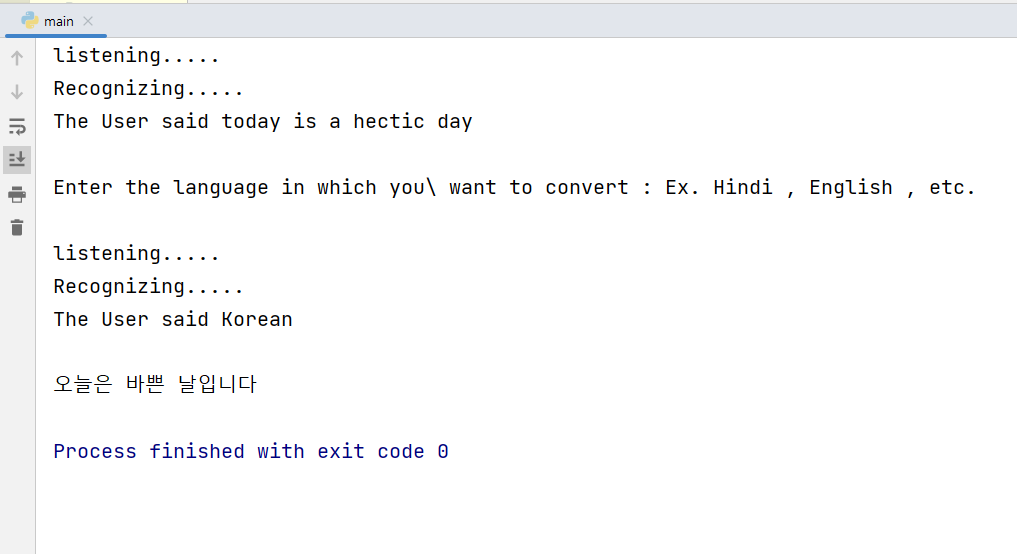 main
listening.....
Recognizing.....
The User said today is a hectic day
Enter the language in which you\ want to convert : Ex. Hindi , English , etc.
listening.....
Recognizing.....
The User said Korean
오늘은 바쁜 날입니다
Process finished with exit code 0